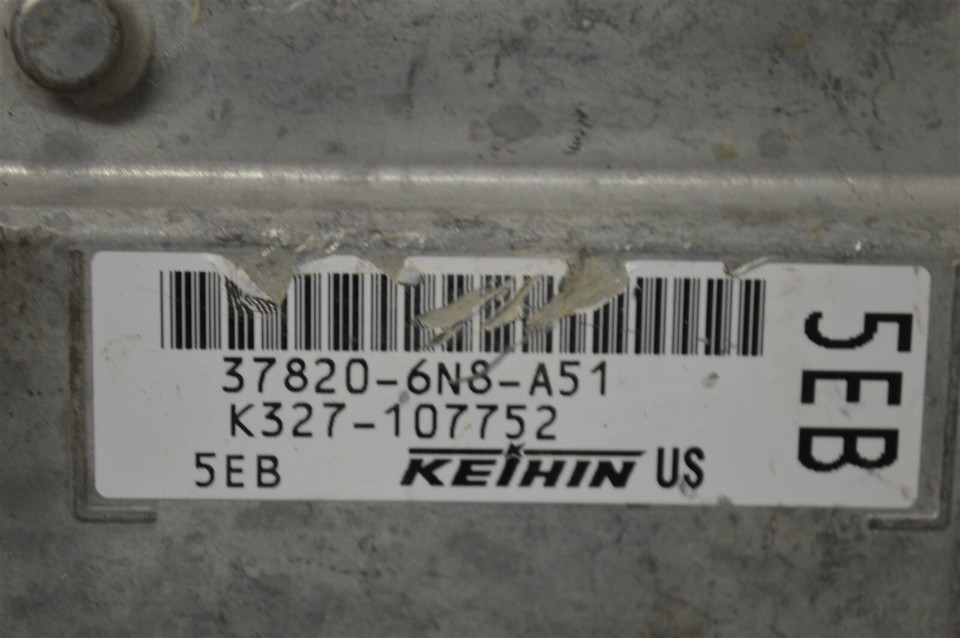 37820-6N8-A51
K327-107752
5EB KEIHIN US
5EB